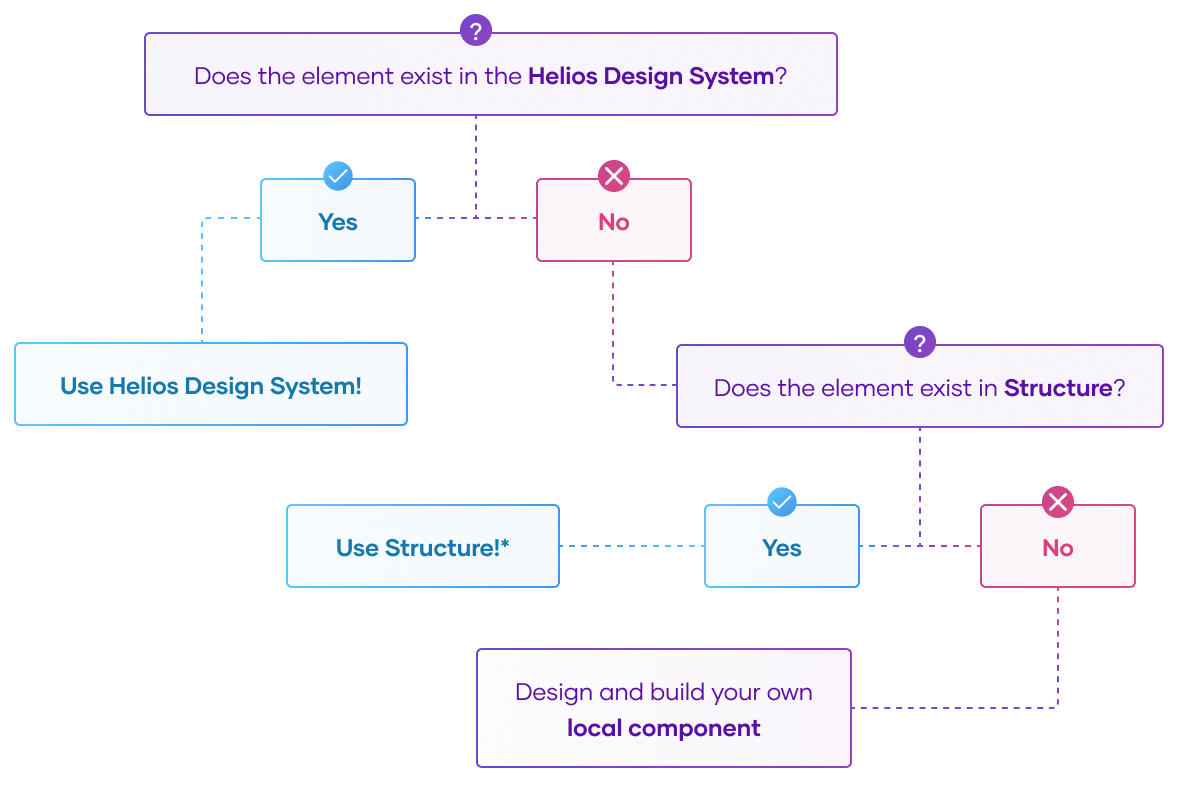 ?
Does the element exist in the Helios Design System?
Yes
No
Use Helios Design System!
?
Does the element exist in Structure?
Use Structure!*
Yes
No
Design and build your own
local component